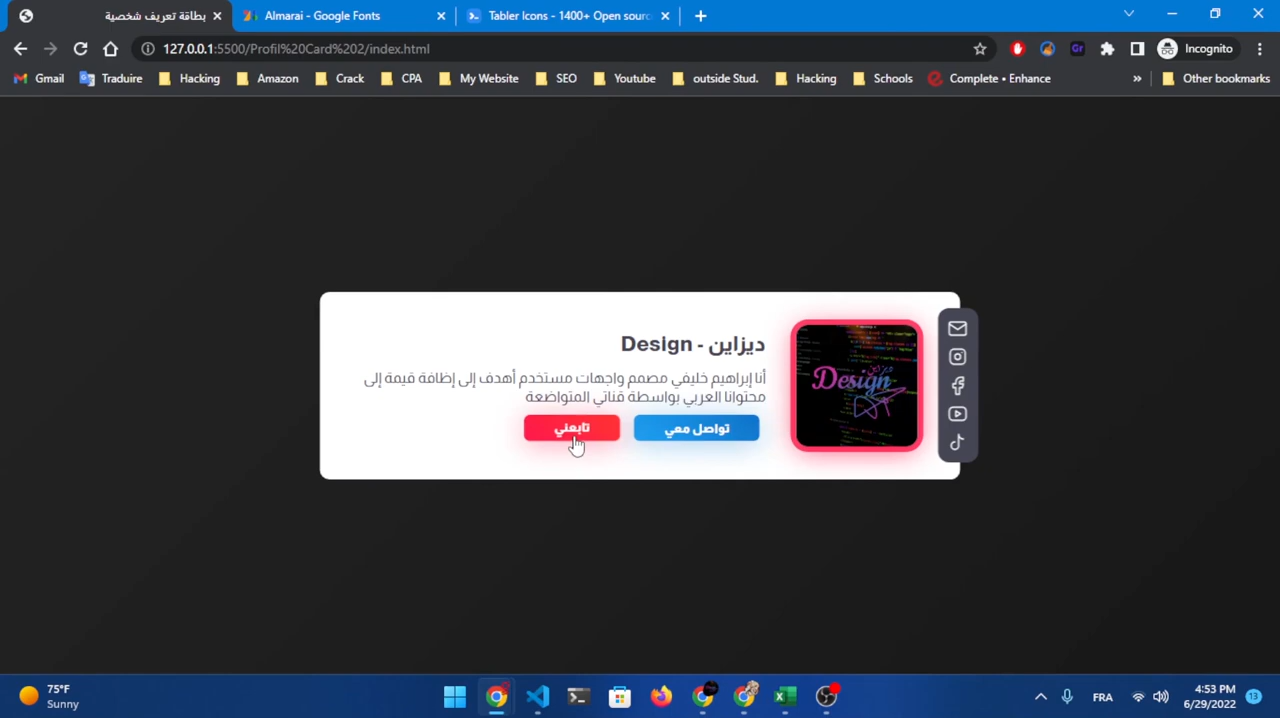 بطاقة تعريف شخصية
Almarai - Google Fonts
Tabler Icons - 1400+ Open sourc
127.0.0.1:5500/Profil%20Card%202/index.html
Gr
Incognito
Gmail
Traduire
Hacking
Amazon
Crack
CPA
My Website
SEO
Youtube
outside Stud.
Hacking
Schools
Complete • Enhance
»
Other bookmarks
ديزاين - Design
أنا إبراهيم خليفي مصمم واجهات مستخدم أهدف إلى إظافة قيمة إلى
محتوانا العربي بواسطة قناتي المتواضعة
تواصل معي
تابعني
ديزاين
Design
75°F
Sunny
FRA
4:53 PM
6/29/2022
13